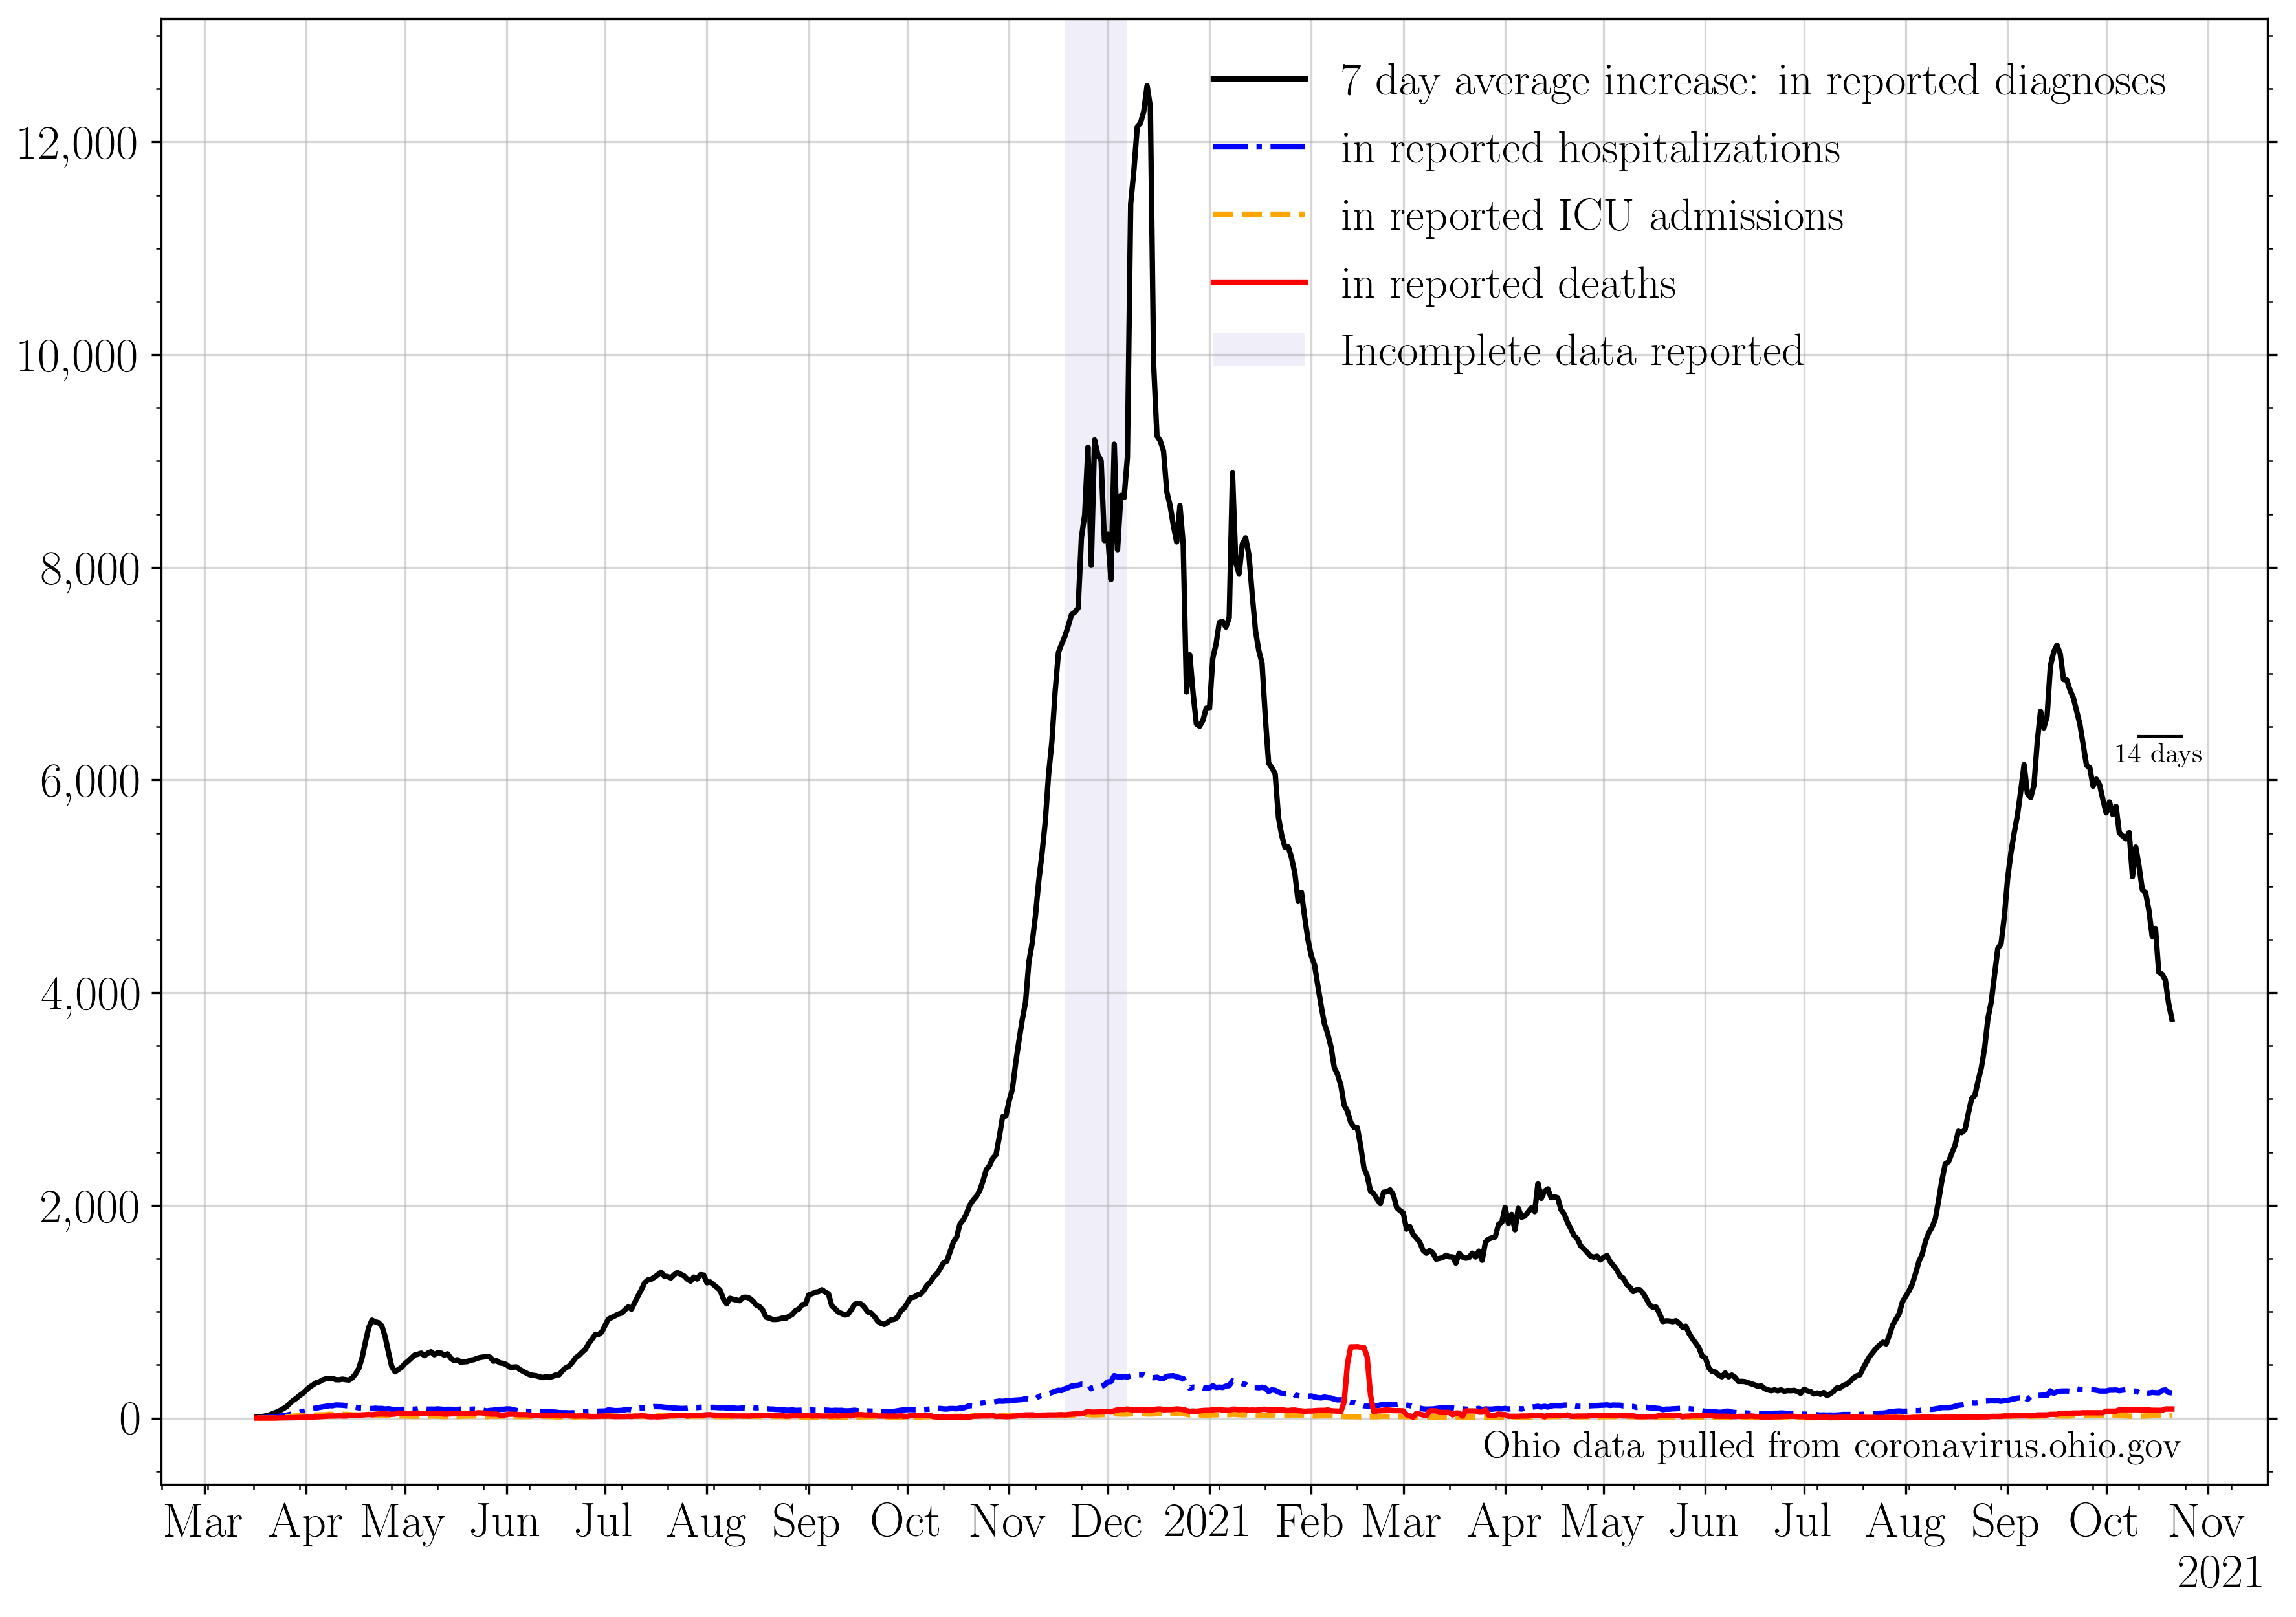 7 day average increase: in reported diagnoses
in reported hospitalizations
in reported ICU admissions
in reported deaths
Incomplete data reported
12,000
10,000
8,000
6,000
4,000
2,000
0
14 days
Ohio data pulled from coronavirus.ohio.gov
Mar Apr May Jun Jul Aug Sep Oct Nov Dec 2021 Feb Mar Apr May Jun Jul Aug Sep Oct Nov
2021